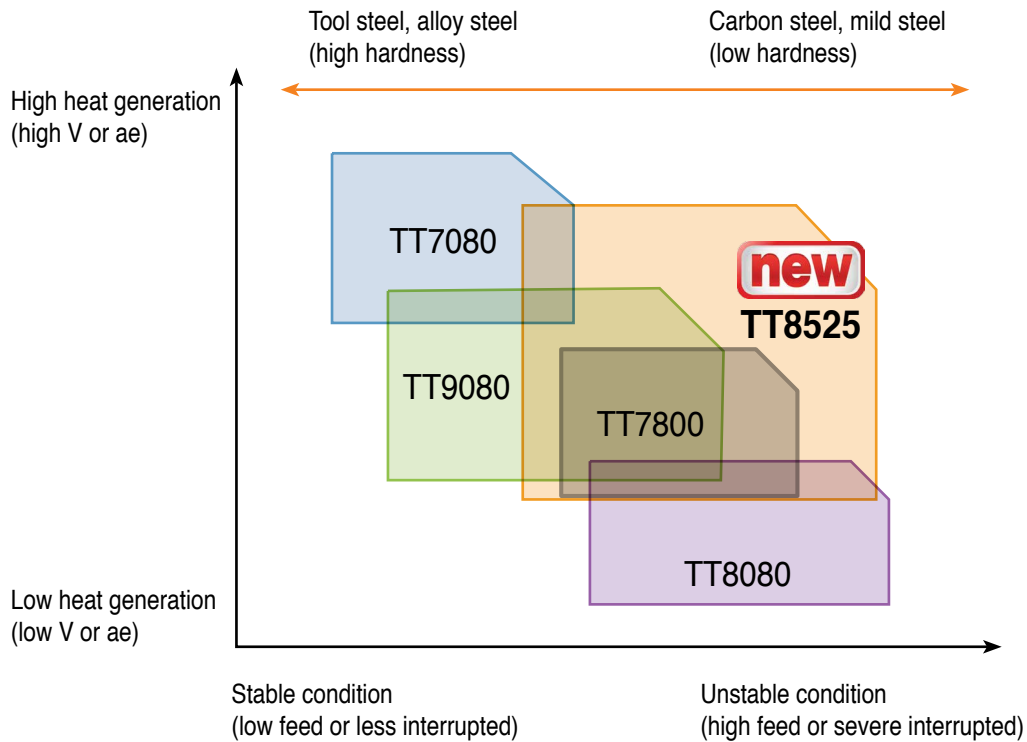 Tool steel, alloy steel
(high hardness)
Carbon steel, mild steel
(low hardness)
High heat generation
(high V or ae)
TT7080
new
TT8525
TT9080
TT7800
TT8080
Low heat generation
(low V or ae)
Stable condition
(low feed or less interrupted)
Unstable condition
(high feed or severe interrupted)